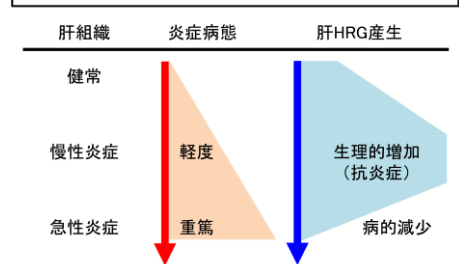 肝組織 炎症病態 肝HRG産生
健常
慢性炎症 軽度 生理的増加
（抗炎症）
急性炎症 重篤 病的減少